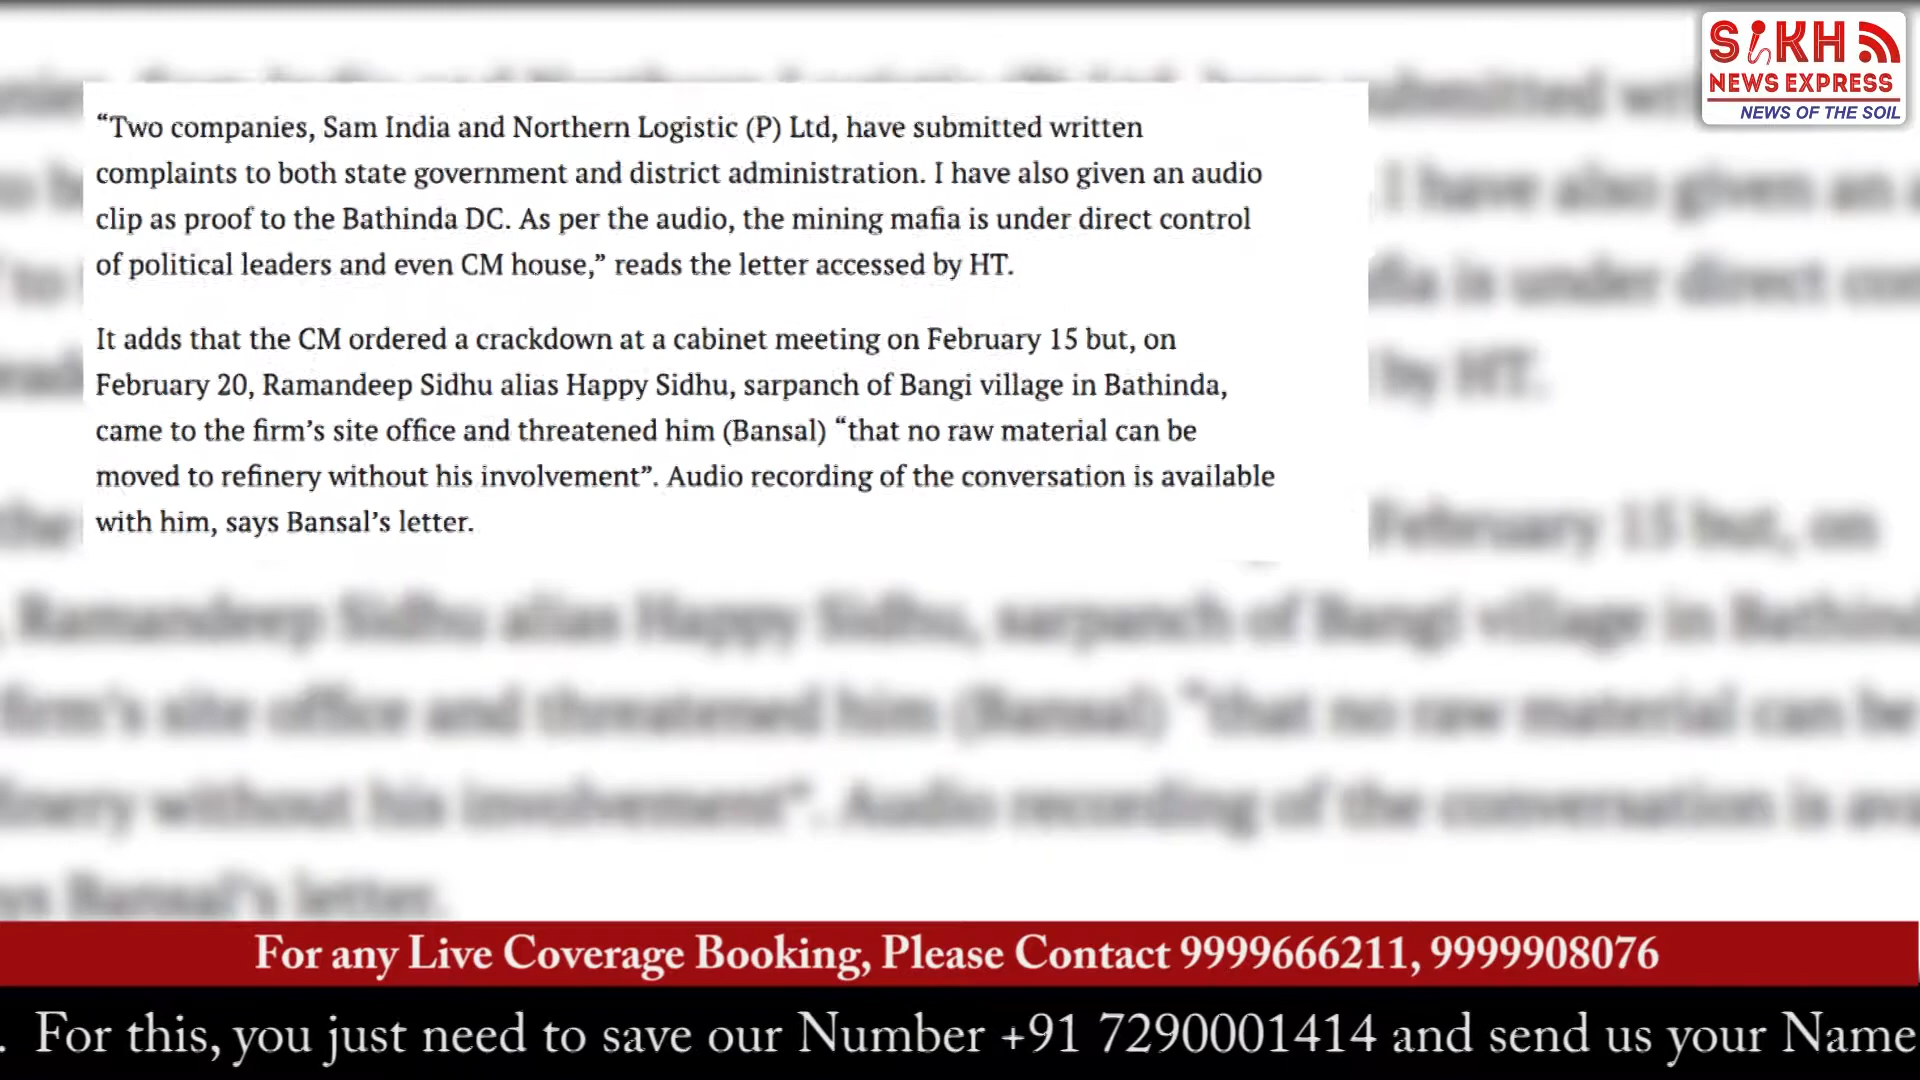 SiKH
NEWS EXPRESS
NEWS OF THE SOIL
“Two companies, Sam India and Northern Logistic (P) Ltd, have submitted written
complaints to both state government and district administration. I have also given an audio
clip as proof to the Bathinda DC. As per the audio, the mining mafia is under direct control
of political leaders and even CM house,” reads the letter accessed by HT.
It adds that the CM ordered a crackdown at a cabinet meeting on February 15 but, on
February 20, Ramandeep Sidhu alias Happy Sidhu, sarpanch of Bangi village in Bathinda,
came to the firm’s site office and threatened him (Bansal) “that no raw material can be
moved to refinery without his involvement”. Audio recording of the conversation is available
with him, says Bansal’s letter.
For any Live Coverage Booking, Please Contact 9999666211, 9999908076
. For this, you just need to save our Number +91 7290001414 and send us your Name